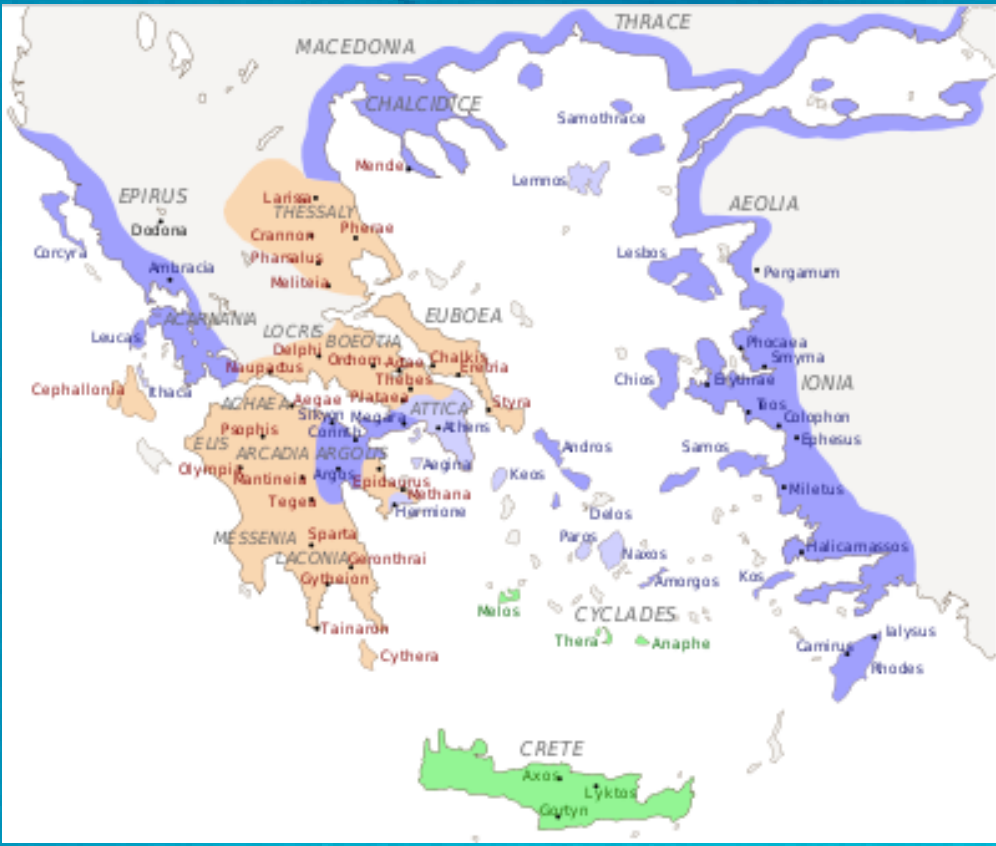 THRACE
MACEDONIA
CHALCIDICE
Samothrace
Mende
Lemnos
EPIRUS
Larissa
THESSALY
AEOLIA
Dodona
Crannon
Pherae
Corcyra
Lesbos
Pharsalus
Ambracia
Pergamum
Meliteia
ACARNANIA
EUBOEA
Leucas
LOCRIS
BOEOTIA
Phocaea
Delphi
Orchom
Chalkis
Smyrna
Naupactus
Eretria
Chios
Erythrae
IONIA
Thebes
Cephallonia
Ithaca
ACHAEA
Aegae
Plataea
Styra
Teos
Sikyon
Megara
ATTICA
Colophon
Psophis
Corinth
Athens
Ephesus
ELIS
ARCADIA
ARGOLIS
Andros
Samos
Olympia
Mantineia
Argos
Aegina
Keos
Epidaurus
Miletus
Tegea
Methana
Hermione
Delos
MESSENIA
Sparta
Paros
Naxos
Halicarnassos
LACONIA
Geronthrai
Gytheion
Amorgos
Kos
Melos
CYCLADES
Tainaron
Thera
Anaphe
Ialysus
Camirus
Cythera
Rhodes
CRETE
Axos
Lyktos
Gortyn